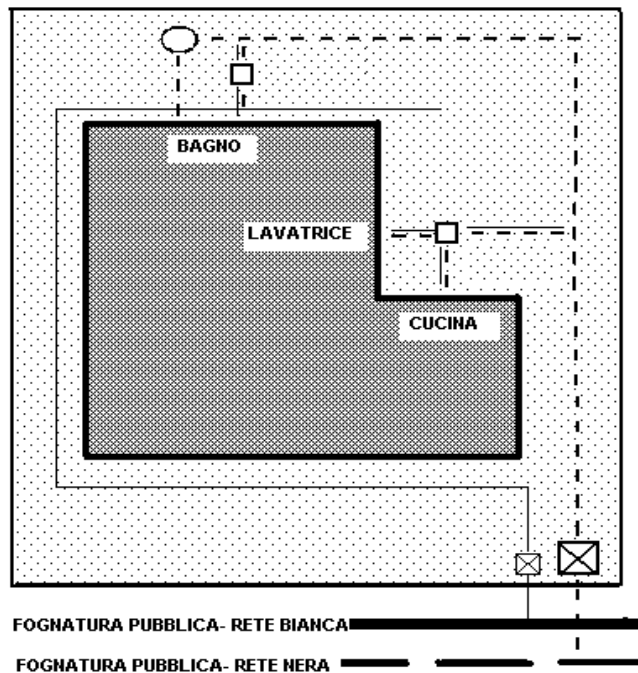 BAGNO
LAVATRICE
CUCINA
FOGNATURA PUBBLICA- RETE BIANCA
FOGNATURA PUBBLICA- RETE NERA